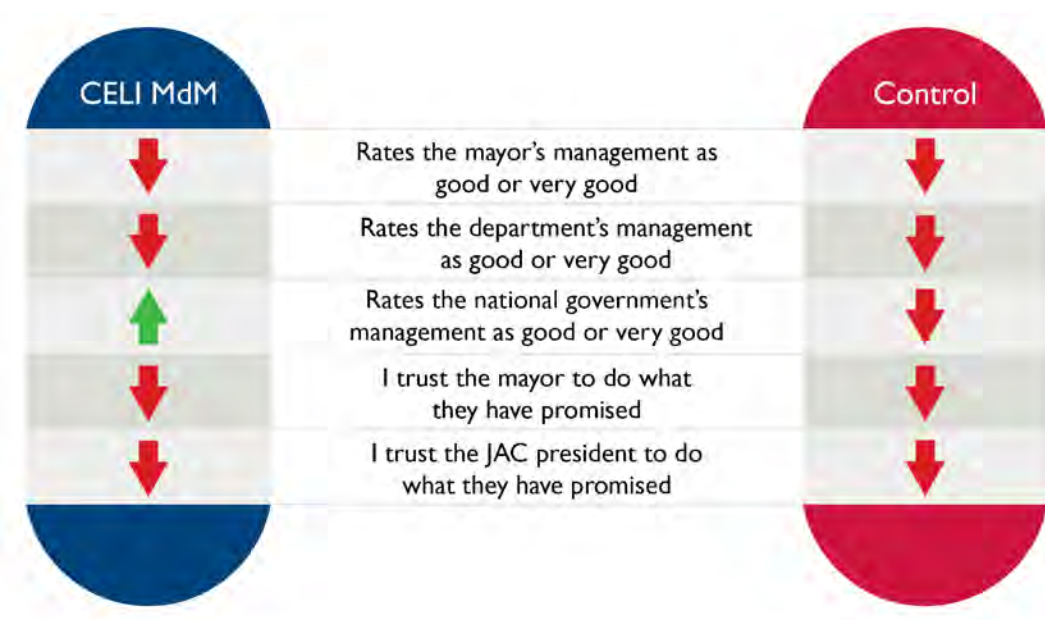 CELI MdM
Control
Rates the mayor's management as
good or very good
Rates the department's management
as good or very good
Rates the national government's
management as good or very good
I trust the mayor to do what
they have promised
I trust the JAC president to do
what they have promised